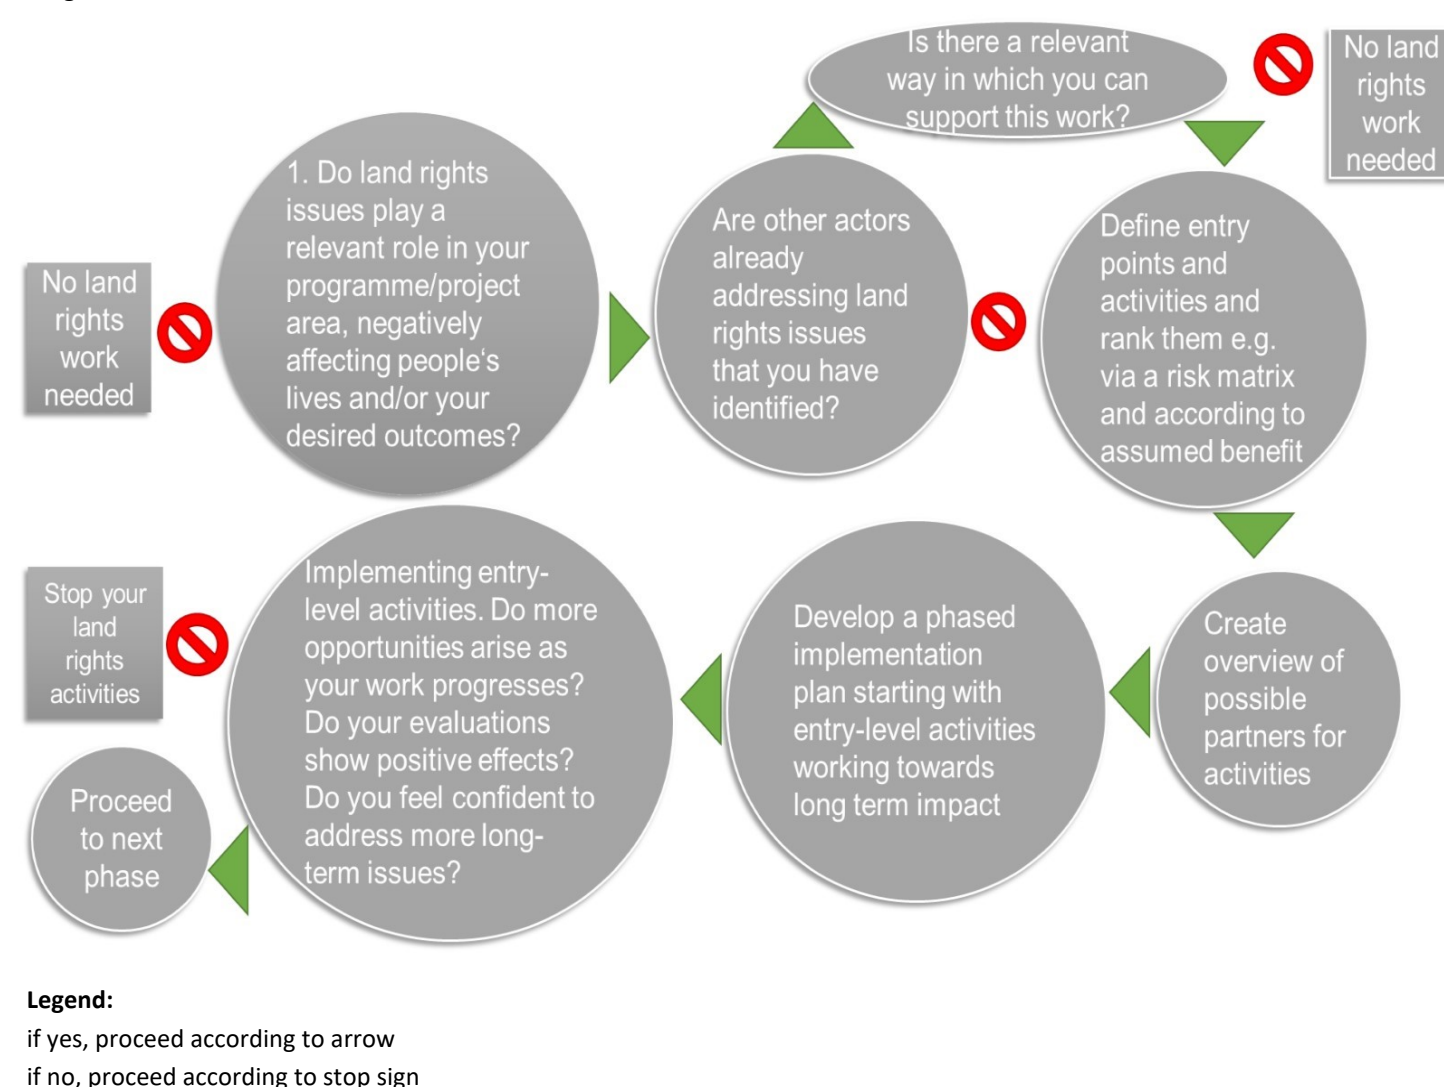 Is there a relevant
way in which you can
support this work?
No land
rights
work
needed
1. Do land rights
issues play a
relevant role in your
programme/project
area, negatively
affecting people‘s
lives and/or your
desired outcomes?
No land
rights
work
needed
Are other actors
already
addressing land
rights issues
that you have
identified?
Define entry
points and
activities and
rank them e.g.
via a risk matrix
and according to
assumed benefit
Create
overview of
possible
partners for
activities
Develop a phased
implementation
plan starting with
entry-level activities
working towards
long term impact
Implementing entry-
level activities. Do more
opportunities arise as
your work progresses?
Do your evaluations
show positive effects?
Do you feel confident to
address more long-
term issues?
Stop your
land
rights
activities
Proceed
to next
phase
Legend:
if yes, proceed according to arrow
if no, proceed according to stop sign